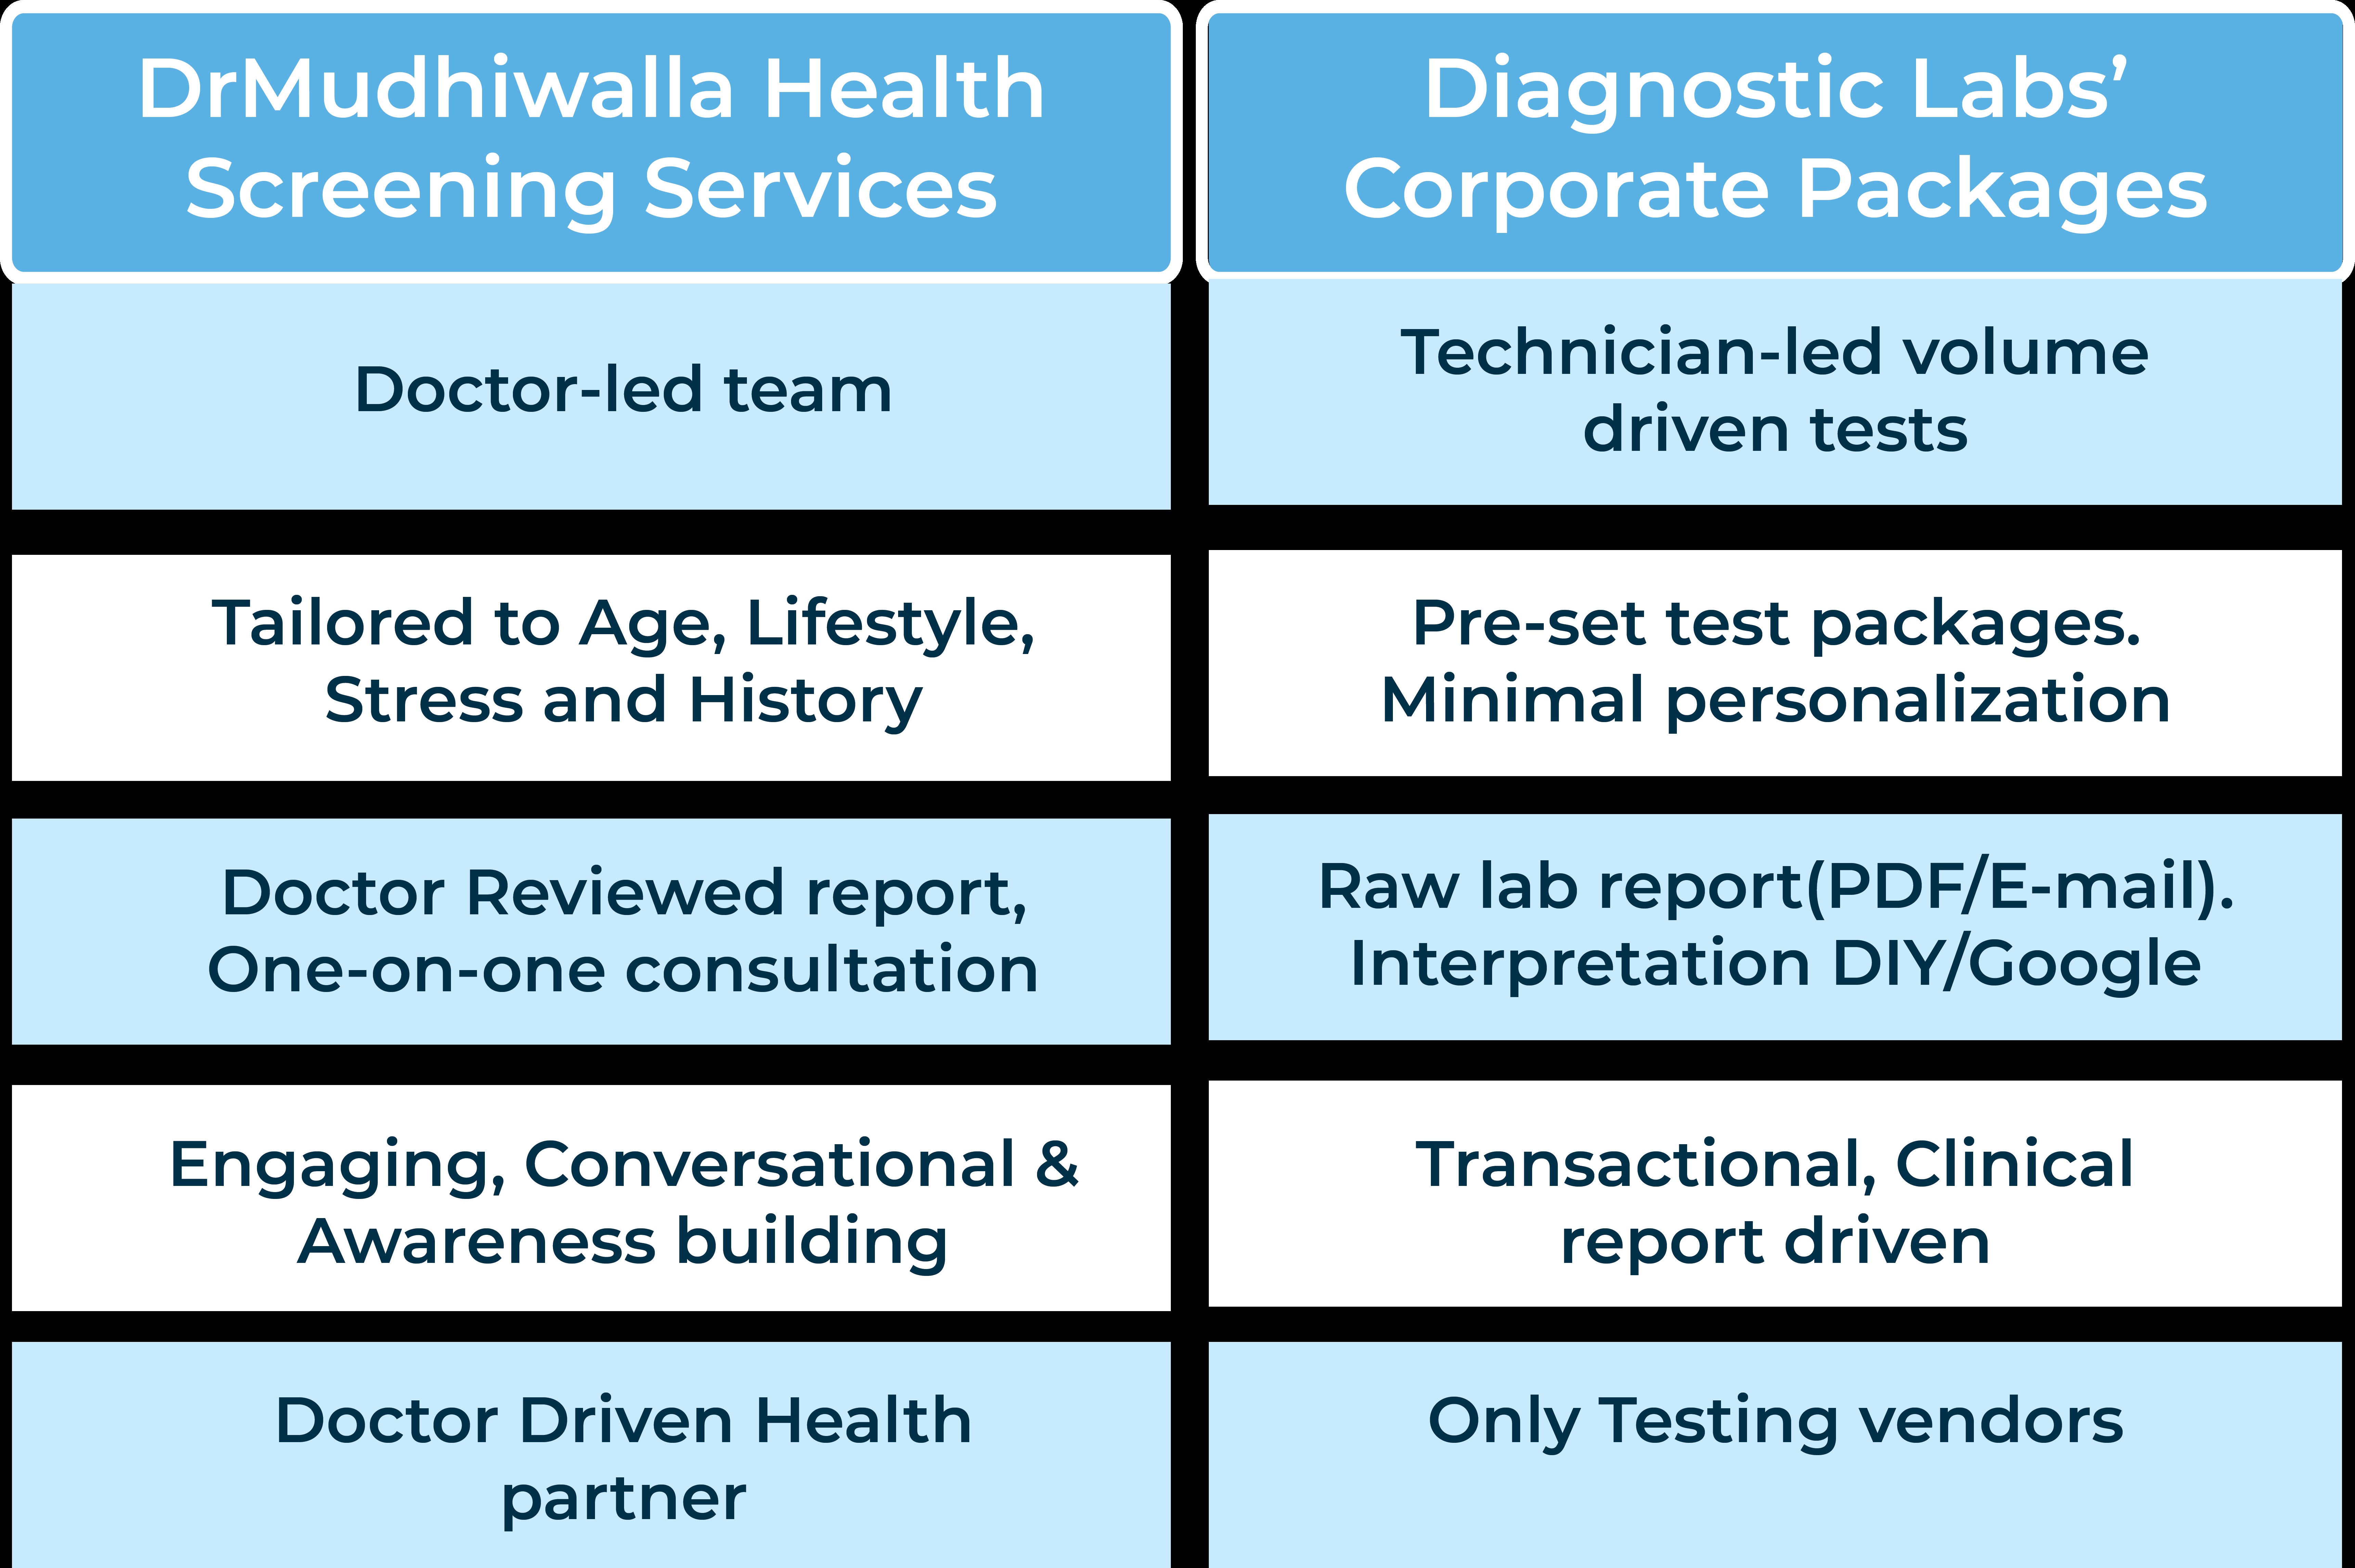 DrMudhiwalla Health
Screening Services
Diagnostic Labs’
Corporate Packages
Doctor-led team
Technician-led volume
driven tests
Tailored to Age, Lifestyle,
Stress and History
Pre-set test packages.
Minimal personalization
Doctor Reviewed report,
One-on-one consultation
Raw lab report(PDF/E-mail).
Interpretation DIY/Google
Engaging, Conversational &
Awareness building
Transactional, Clinical
report driven
Doctor Driven Health
partner
Only Testing vendors